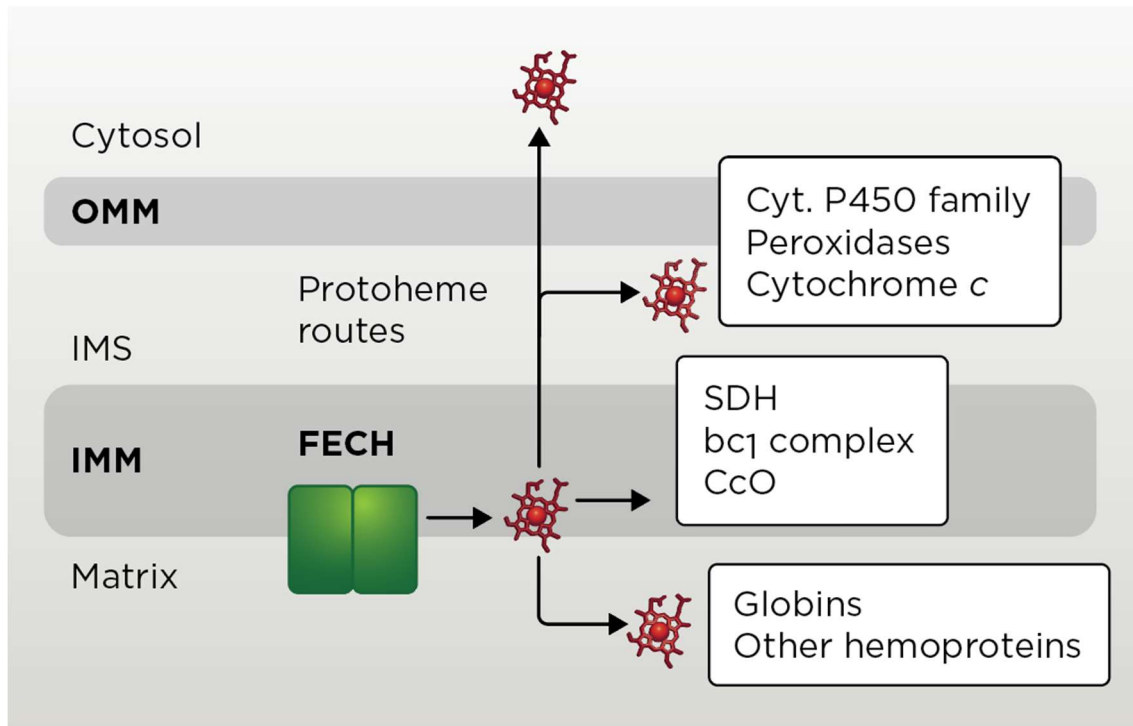 Cytosol
OMM
Cyt. P450 family
Peroxidases
Cytochrome c
Protoheme
routes
IMS
SDH
bc1 complex
CcO
FECH
IMM
Matrix
Globins
Other hemoproteins